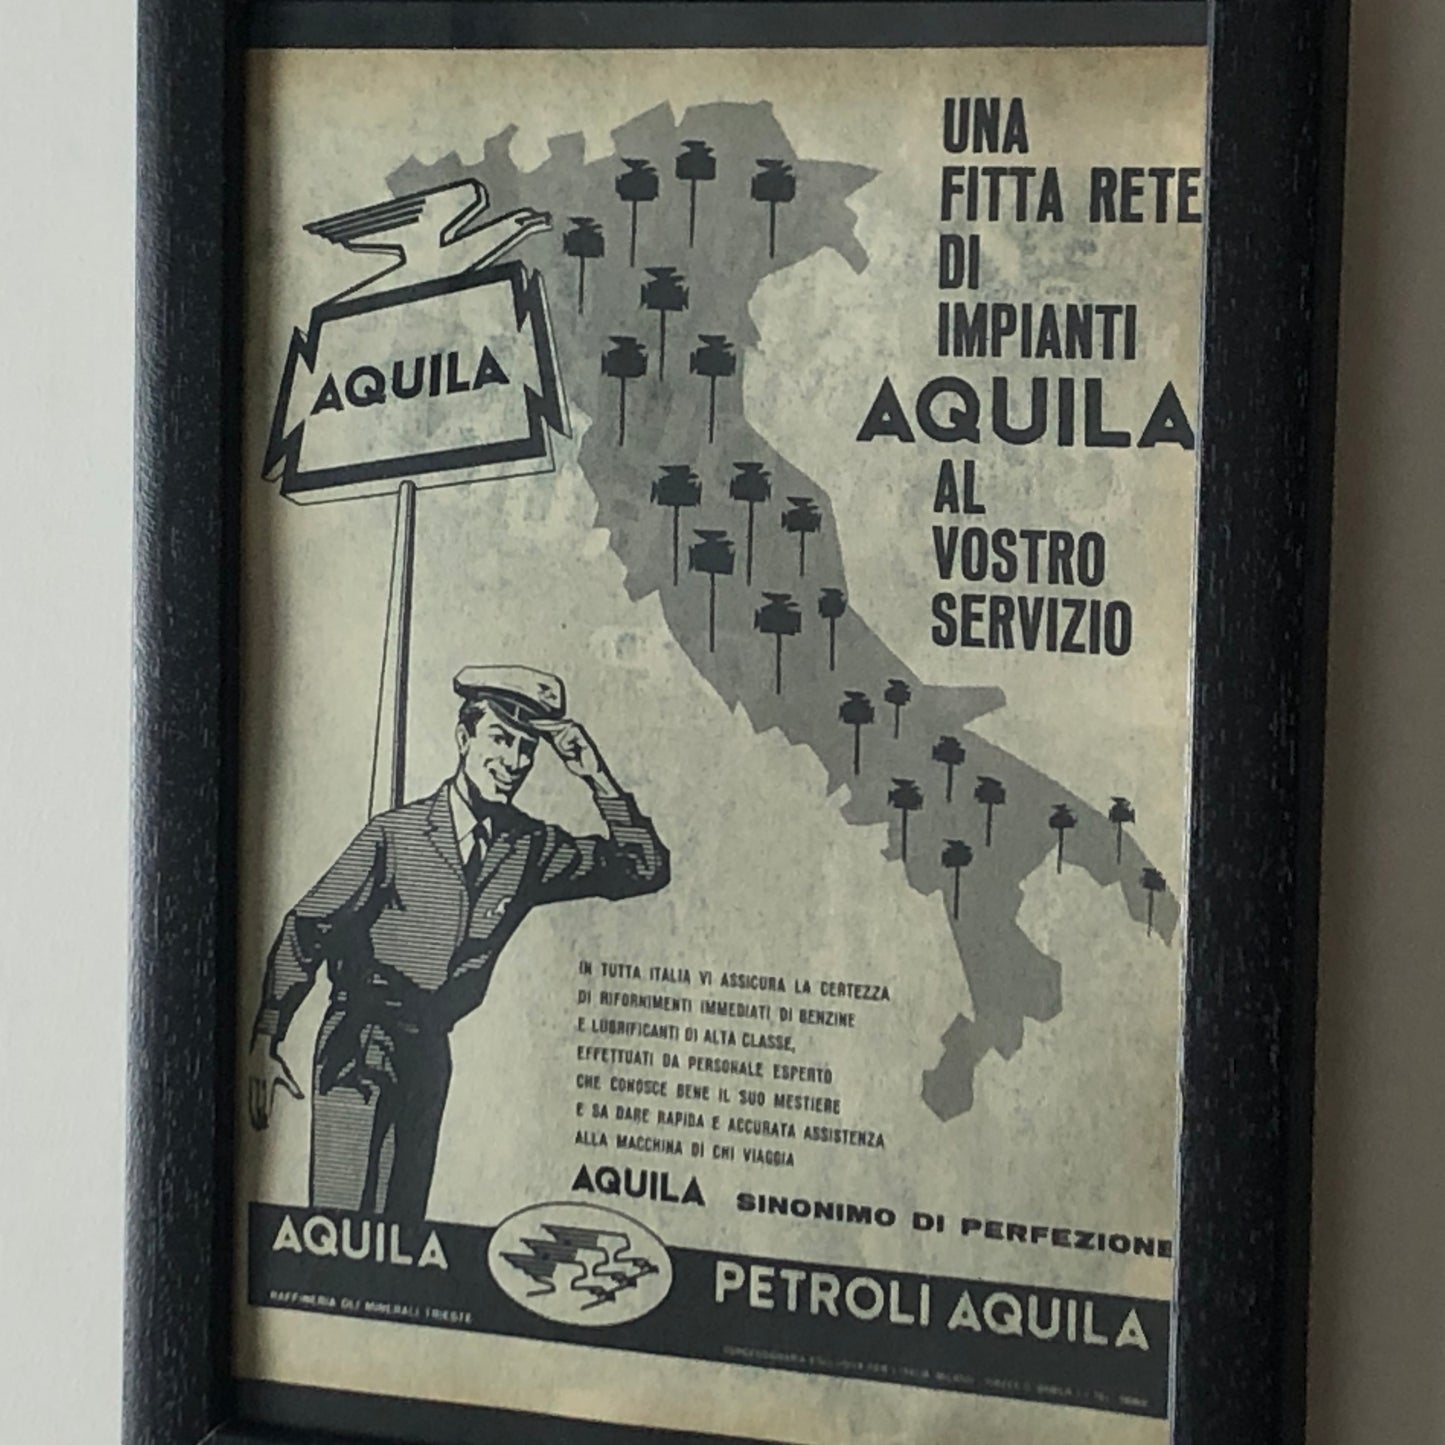 UNA
FITTA RETE
DI
IMPIANTI
AQUILA
AL
VOSTRO
SERVIZIO
AQUILA
IN TUTTA ITALIA VI ASSICURA LA CERTEZZA
DI RIFORNIMENTI IMMEDIATI DI BENZINE
E LUBRIFICANTI DI ALTA CLASSE,
EFFETTUATI DA PERSONALE ESPERTO
CHE CONOSCE BENE IL SUO MESTIERE
E SA DARE RAPIDA E ACCURATA ASSISTENZA
ALLA MACCHINA DI CHI VIAGGIA
AQUILA SINONIMO DI PERFEZIONE
AQUILA
RAFFINERIA OLI MINERALI TRIESTE
PETROLI AQUILA